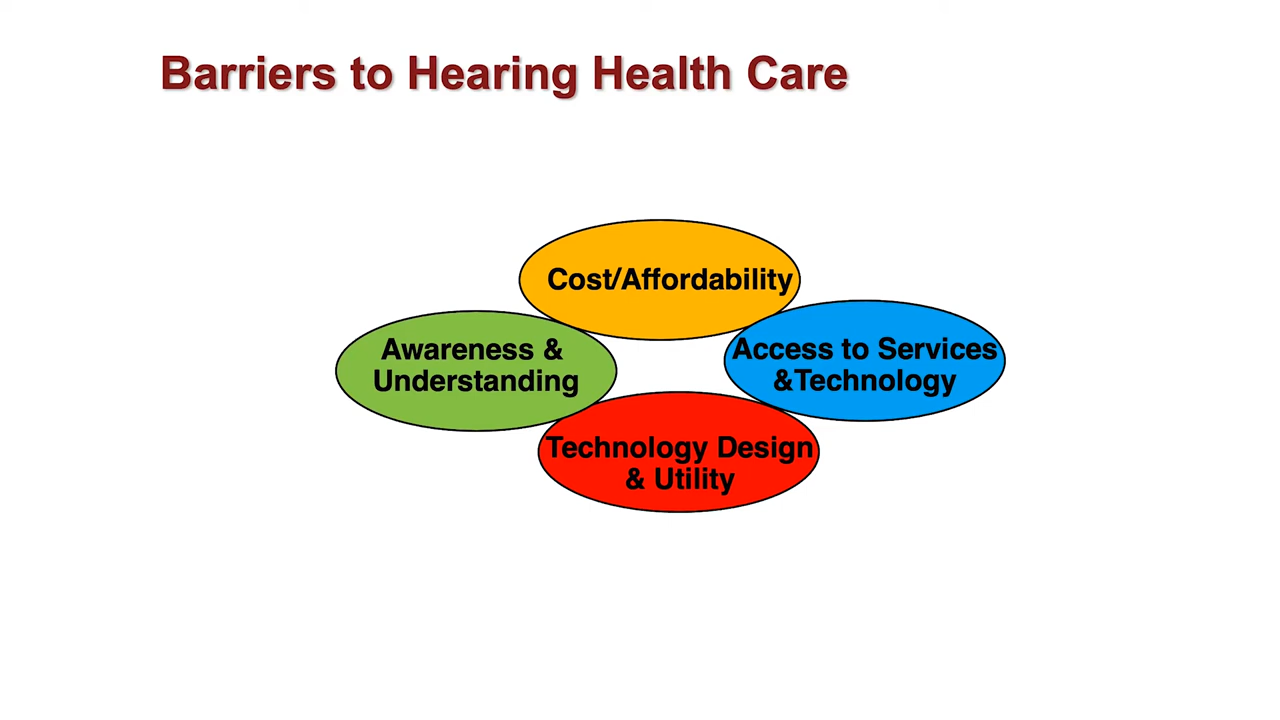 Barriers to Hearing Health Care
Cost/Affordability
Awareness &
Understanding
Access to Services
&Technology
Technology Design
& Utility